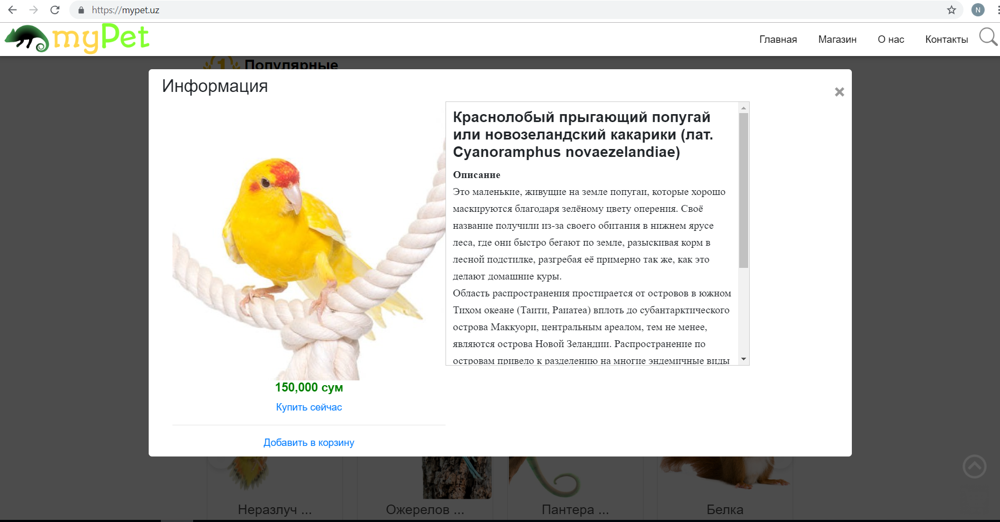 https://mypet.uz
N
myPet
Главная
Магазин
О нас
Контакты
1 Популярные
Информация
Краснолобый прыгающий попугай
или новозеландский какарики (лат.
Cyanoramphus novaezelandiae)
Описание
Это маленькие, живущие на земле попугаи, которые хорошо
маскируются благодаря зелёному цвету оперения. Своё
название получили из-за своего обитания в нижнем ярусе
леса, где они быстро бегают по земле, разыскивая корм в
лесной подстилке, разгребая её примерно так же, как это
делают домашние куры.
Область распространения простирается от островов в южном
Тихом океане (Таити, Раиатеа) вплоть до субантарктического
острова Маккуори, центральным ареалом, тем не менее,
являются острова Новой Зеландии. Распространение по
островам привело к разделению на многие эндемичные виды
150,000 сум
Купить сейчас
Добавить в корзину
Неразлуч ...
Ожерелов ...
Пантера ...
Белка